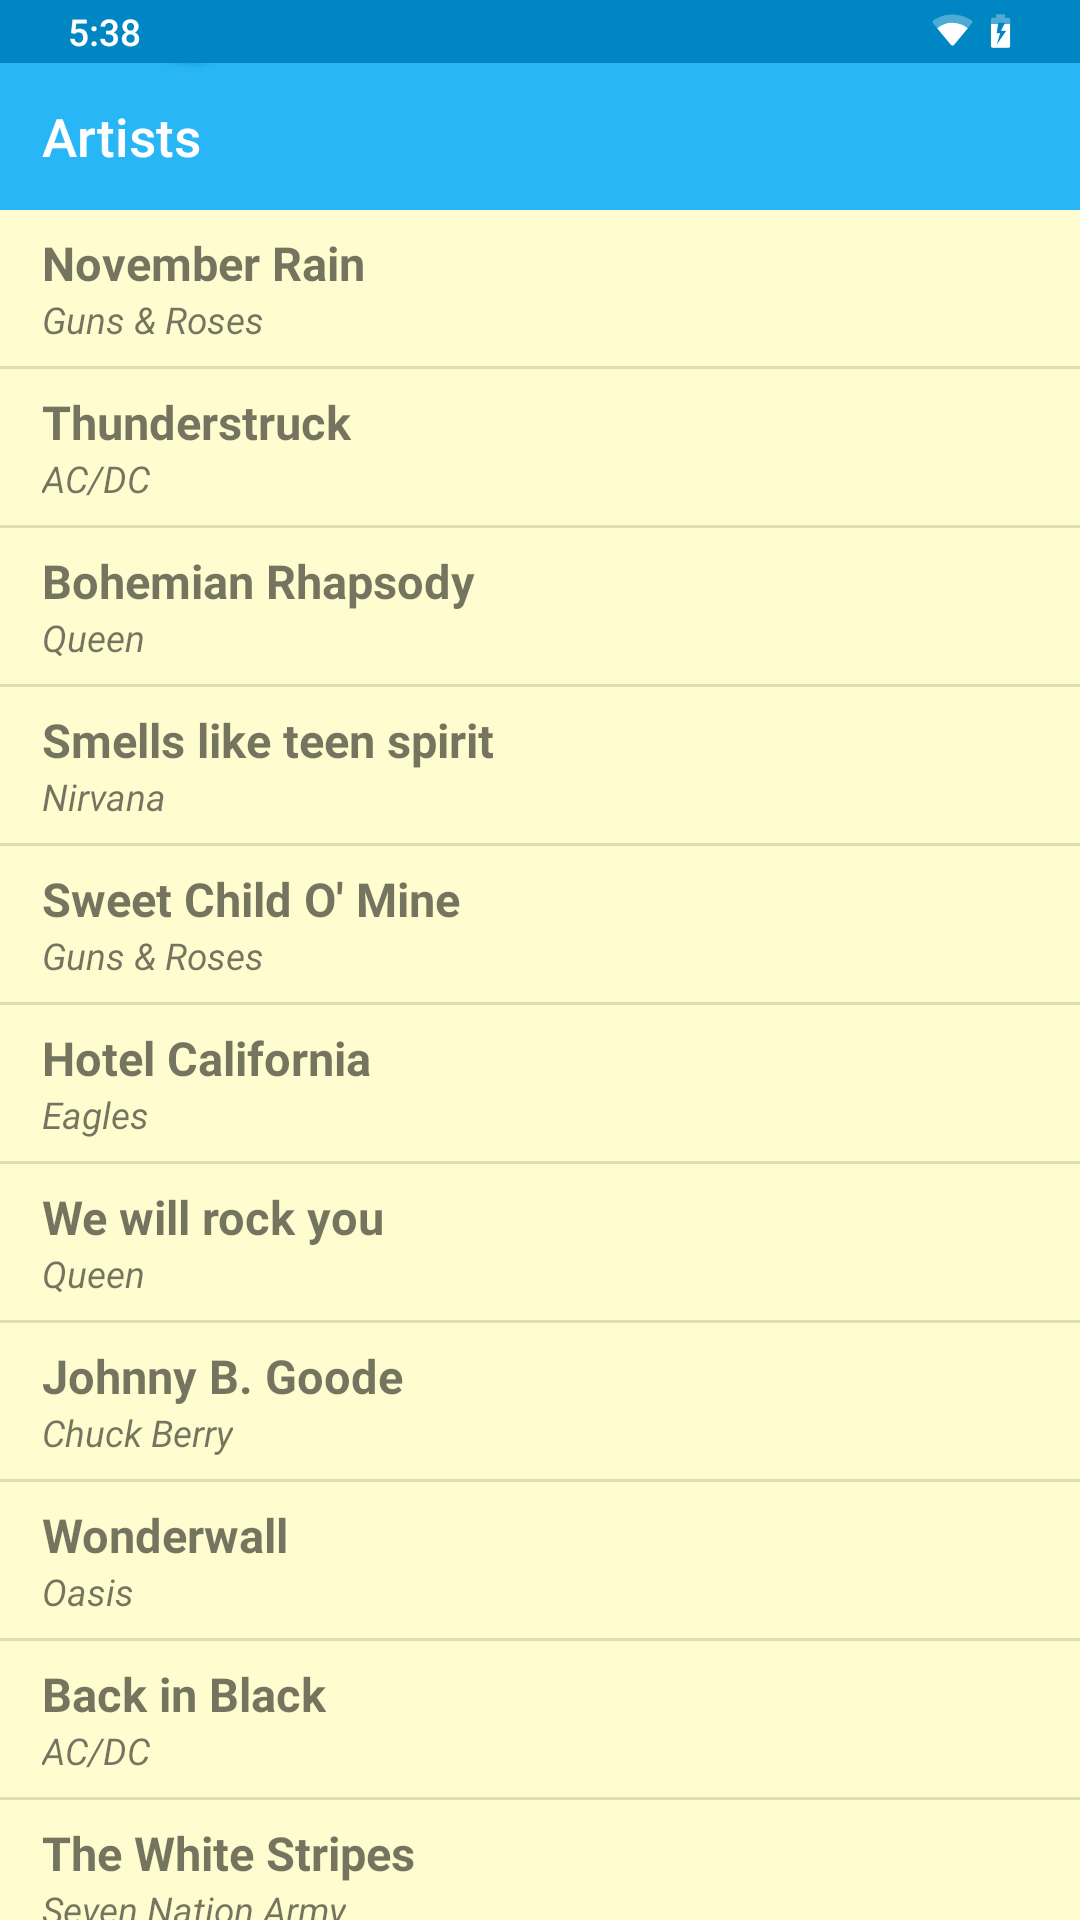 5:38
Artists
November Rain
Guns & Roses
Thunderstruck
AC/DC
Bohemian Rhapsody
Queen
Smells like teen spirit
Nirvana
Sweet Child O' Mine
Guns & Roses
Hotel California
Eagles
We will rock you
Queen
Johnny B. Goode
Chuck Berry
Wonderwall
Oasis
Back in Black
AC/DC
The White Stripes
Seven Nation Army